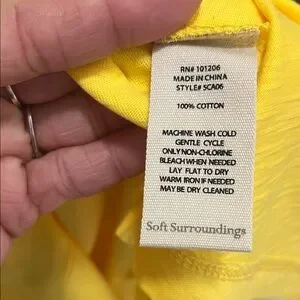 RN# 101206
MADE IN CHINA
STYLE# 5CA06
100% COTTON
MACHINE WASH COLD
GENTLE CYCLE
ONLY NON-CHLORINE
BLEACH WHEN NEEDED
LAY FLAT TO DRY
WARM IRON IF NEEDED
MAY BE DRY CLEANED
Soft Surroundings